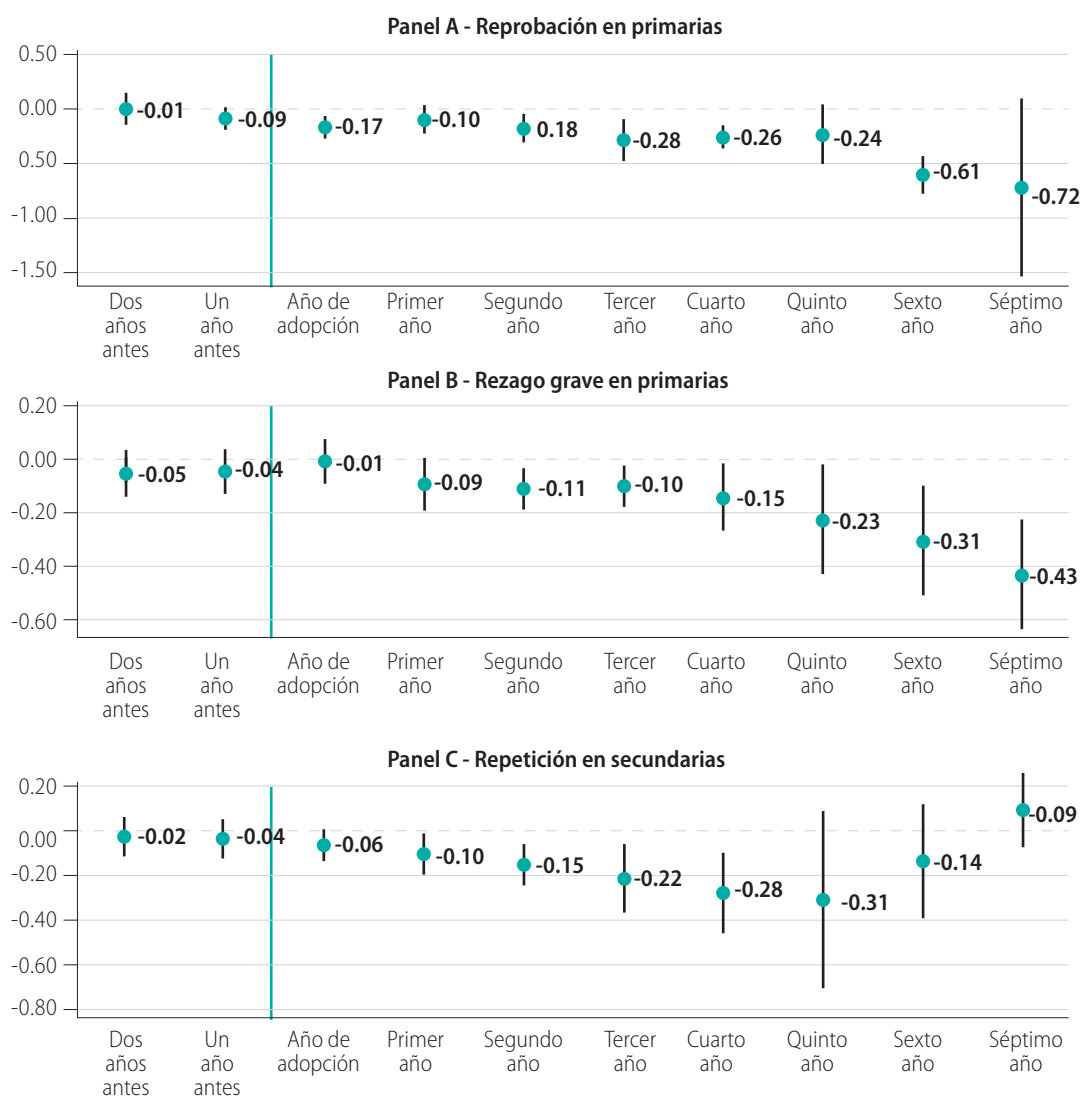 Panel A - Reprobación en primarias
0.50
0.00
0.50
-1.00
-1.50
-0.01
-0.09
-0.17
-0.10
0.18
-0.28
-0.26
-0.24
-0.61
-0.72
Dos años antes
Un año antes
Año de adopción
Primer año
Segundo año
Tercer año
Cuarto año
Quinto año
Sexto año
Séptimo año
Panel B - Rezago grave en primarias
0.20
0.00
-0.20
-0.40
-0.60
-0.05
-0.04
-0.01
-0.09
-0.11
-0.10
-0.15
-0.23
-0.31
-0.43
Dos años antes
Un año antes
Año de adopción
Primer año
Segundo año
Tercer año
Cuarto año
Quinto año
Sexto año
Séptimo año
Panel C - Repetición en secundarias
0.20
0.00
-0.20
-0.40
-0.60
-0.80
-0.02
-0.04
-0.06
-0.10
-0.15
-0.22
-0.28
-0.31
-0.14
-0.09
Dos años antes
Un año antes
Año de adopción
Primer año
Segundo año
Tercer año
Cuarto año
Quinto año
Sexto año
Séptimo año